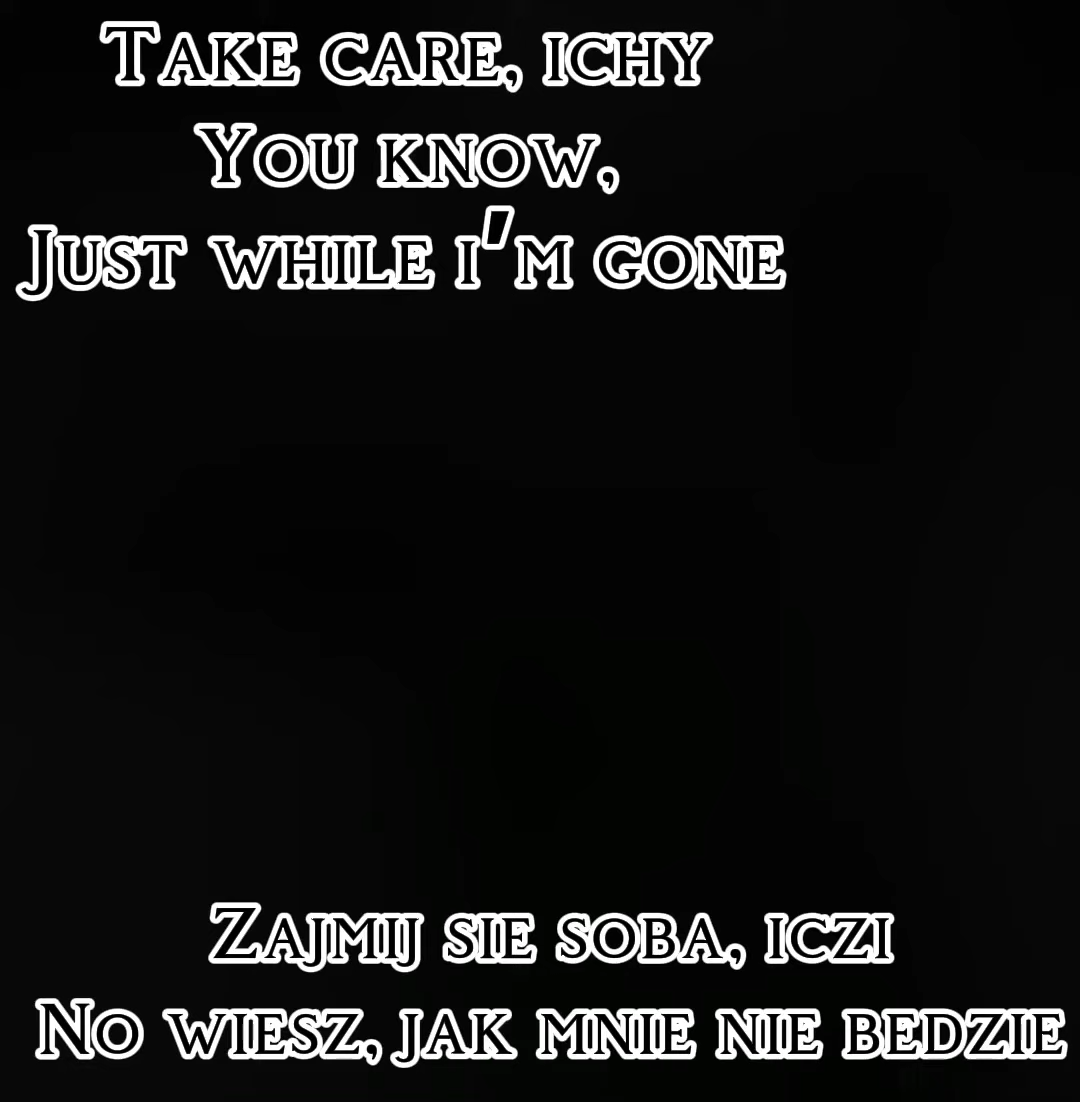 Take care, ichy
You know,
Just while i'm gone
Zajmij sie soba, iczi
No wiesz, jak mnie nie bedzie